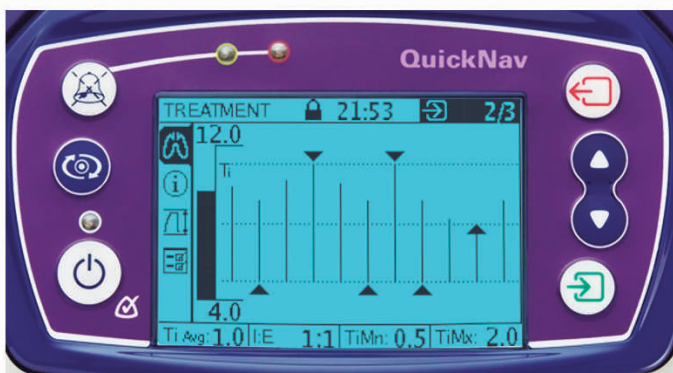 QuickNav
TREATMENT 21:53 2/3
12.0
Ti
4.0
Ti Avg: 1.0 I:E 1:1 TiMn: 0.5 TiMx: 2.0